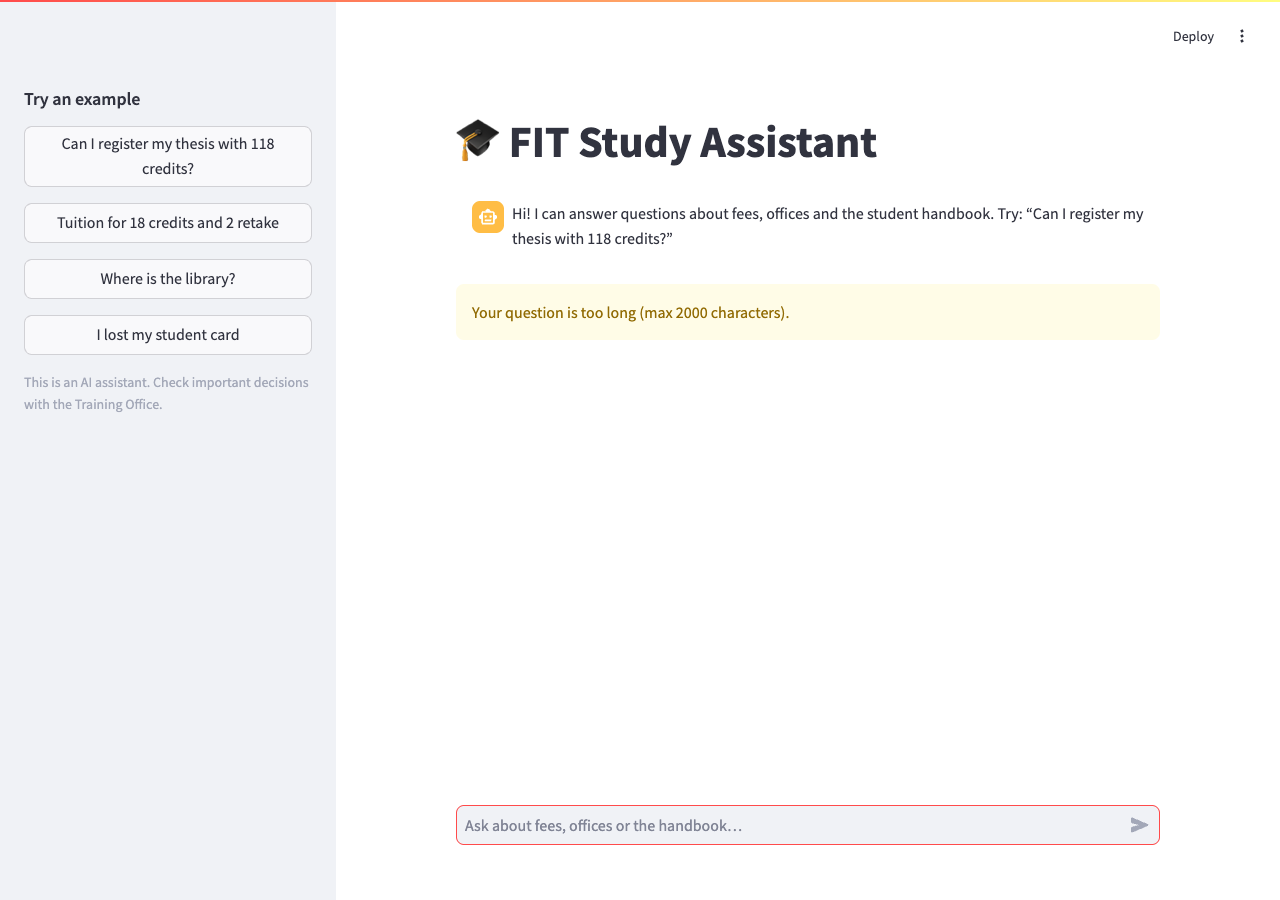 Deploy
Try an example
Can I register my thesis with 118
credits?
Tuition for 18 credits and 2 retake
Where is the library?
I lost my student card
This is an AI assistant. Check important decisions
with the Training Office.
FIT Study Assistant
Hi! I can answer questions about fees, offices and the student handbook. Try: “Can I register my
thesis with 118 credits?”
Your question is too long (max 2000 characters).
Ask about fees, offices or the handbook…